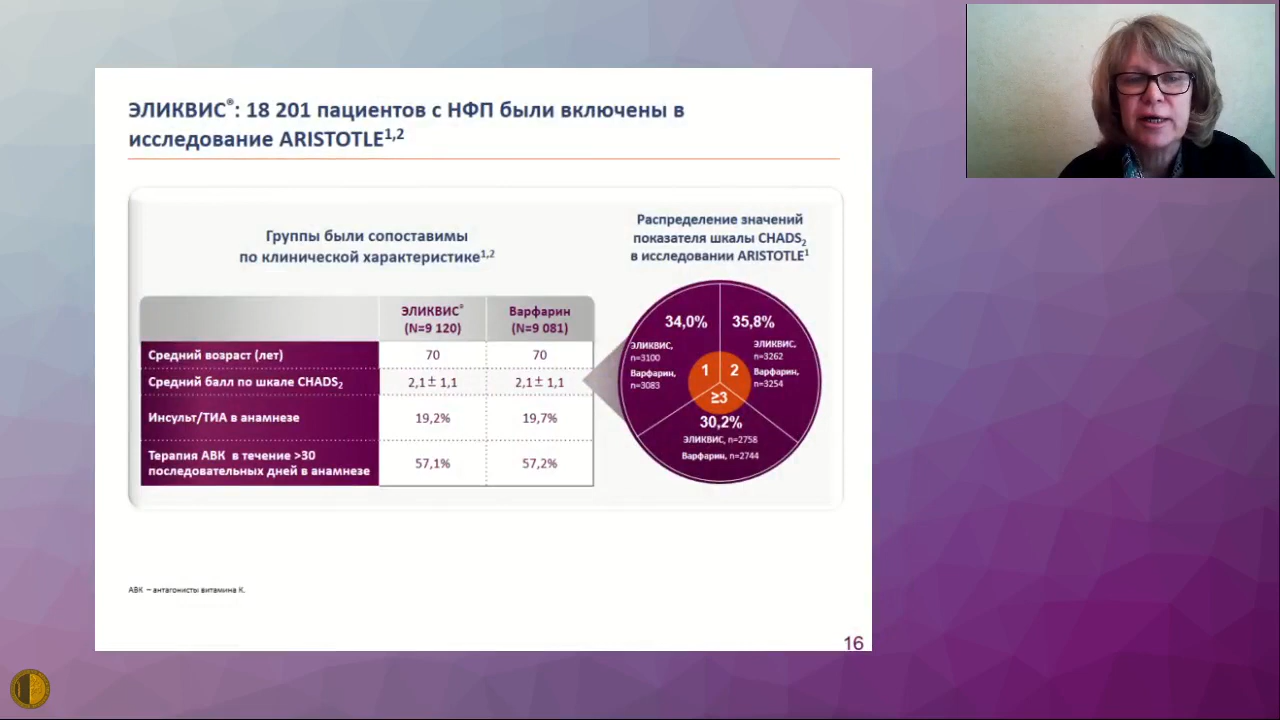 ЭЛИКВИС®: 18 201 пациентов с НФП были включены в
исследование ARISTOTLE1,2
Группы были сопоставимы
по клинической характеристике1,2
ЭЛИКВИС®
(N=9 120)
Варфарин
(N=9 081)
Средний возраст (лет) 70 70
Средний балл по шкале CHADS2 2,1 ± 1,1 2,1 ± 1,1
Инсульт/ТИА в анамнезе 19,2% 19,7%
Терапия АВК в течение >30
последовательных дней в анамнезе 57,1% 57,2%
Распределение значений
показателя шкалы CHADS2
в исследовании ARISTOTLE1
34,0%
ЭЛИКВИС,
n=3100
Варфарин,
n=3083
35,8%
ЭЛИКВИС,
n=3262
Варфарин,
n=3254
1 2
≥3
30,2%
ЭЛИКВИС, n=2758
Варфарин, n=2744
АВК – антагонисты витамина К.
16